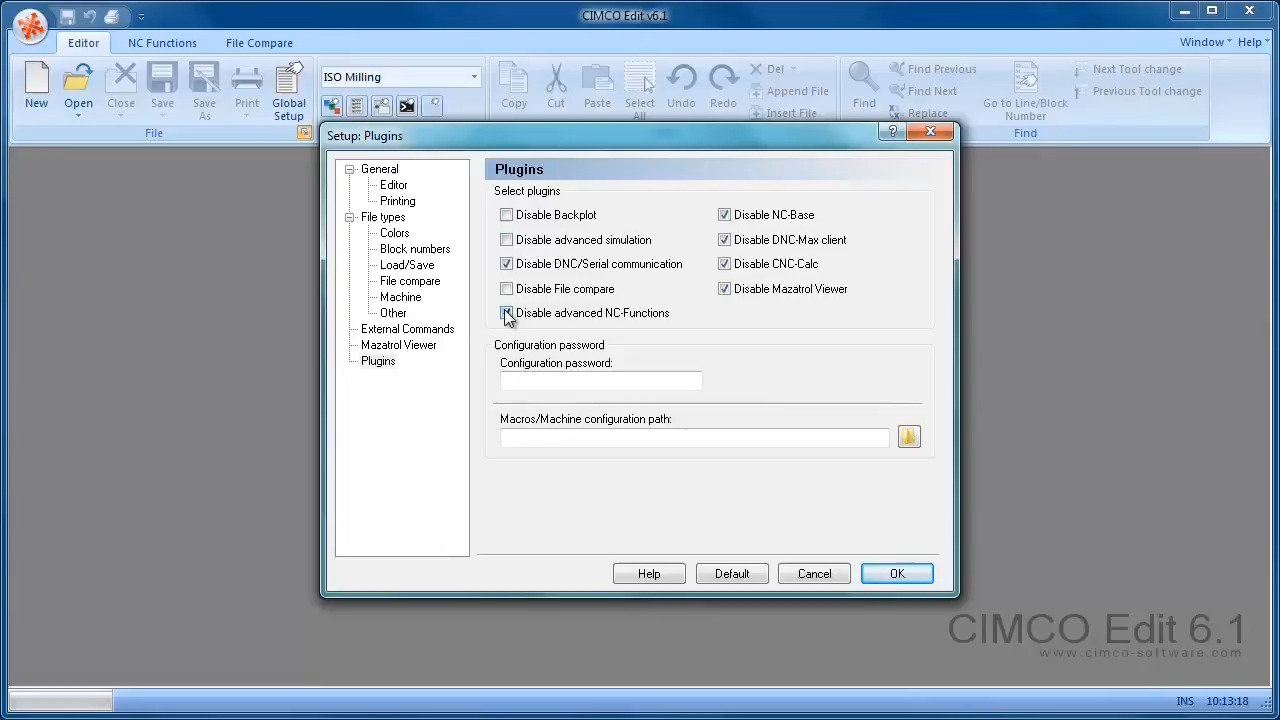 CIMCO Edit v6.1
Editor
NC Functions
File Compare
Window
Help
New
Open
Close
Save
Save As
Print
Global Setup
File
ISO Milling
Copy
Cut
Paste
Select All
Undo
Redo
Del
Append File
Insert File
Find
Find Previous
Find Next
Replace
Go to Line/Block Number
Next Tool change
Previous Tool change
Find
Setup: Plugins
General
Editor
Printing
File types
Colors
Block numbers
Load/Save
File compare
Machine
Other
External Commands
Mazatrol Viewer
Plugins
Plugins
Select plugins
Disable Backplot
Disable advanced simulation
Disable DNC/Serial communication
Disable File compare
Disable advanced NC-Functions
Disable NC-Base
Disable DNC-Max client
Disable CNC-Calc
Disable Mazatrol Viewer
Configuration password
Configuration password:
Macros/Machine configuration path:
Help
Default
Cancel
OK
CIMCO Edit 6.1
www.cimco-software.com
INS
10:13:18